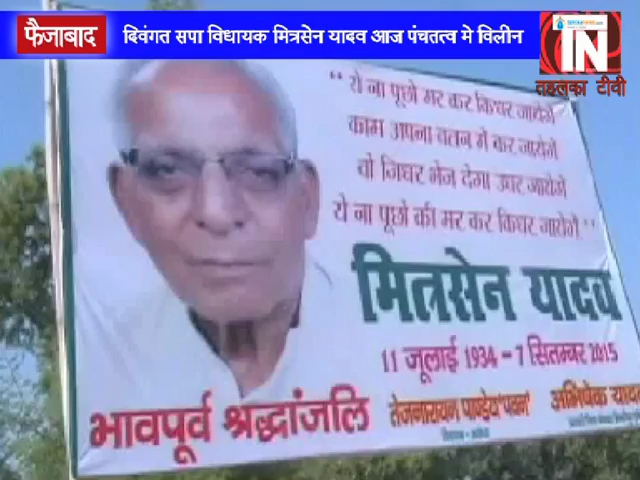 फैजाबाद
दिवंगत सपा विधायक मित्रसेन यादव आज पंचतत्व मे विलीन
IN
तहलका टीवी
" ये ना पूछो मर कर किधर जायेगें
काम अपना वतन में कर जायेगें
वो जिधर भेज देगा उधर जायेगें
ये ना पूछो की मर कर किधर जायेगें "
मित्रसेन यादव
11 जूलाई 1934 - 7 सितम्बर 2015
भावपूर्व श्रद्धांजलि
तेजनारायण पाण्डेय 'पवन'
अभिषेक यादव